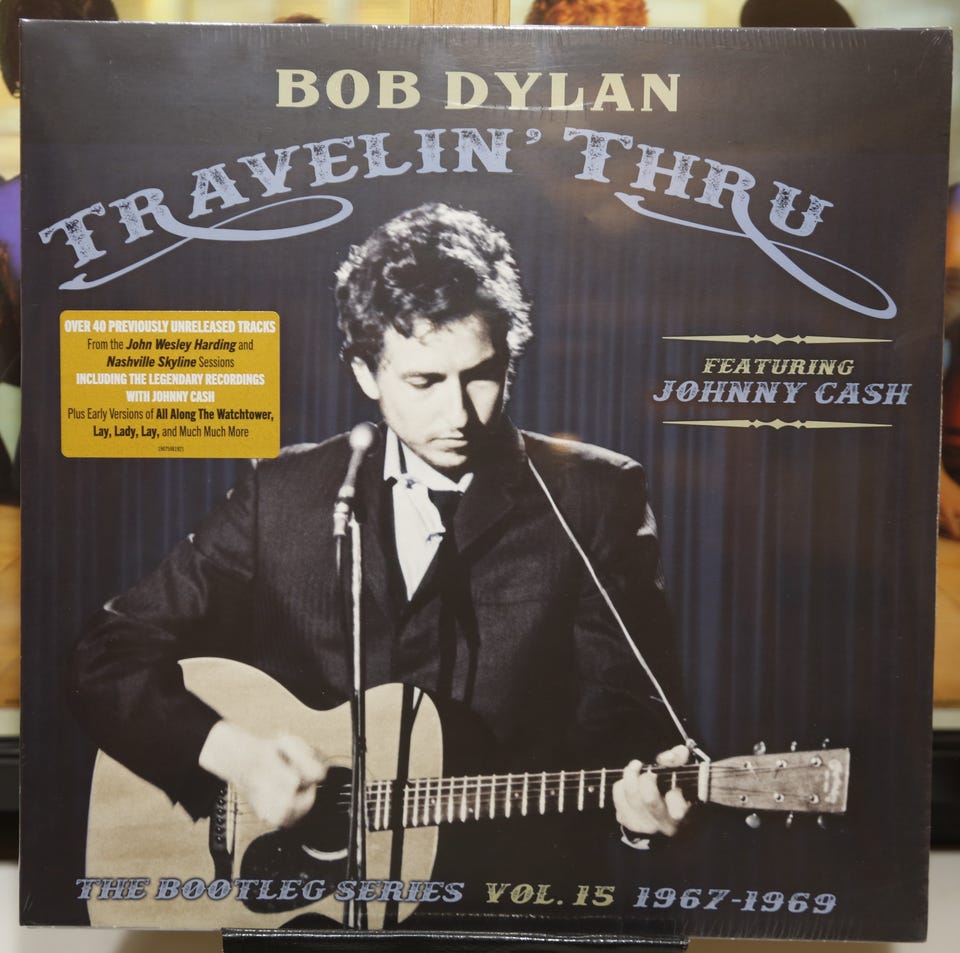 BOB DYLAN
TRAVELIN' THRU
OVER 40 PREVIOUSLY UNRELEASED TRACKS
From the John Wesley Harding and
Nashville Skyline Sessions
INCLUDING THE LEGENDARY RECORDINGS
WITH JOHNNY CASH
Plus Early Versions of All Along The Watchtower,
Lay, Lady, Lay, and Much Much More
FEATURING
JOHNNY CASH
THE BOOTLEG SERIES VOL. 15 1967-1969